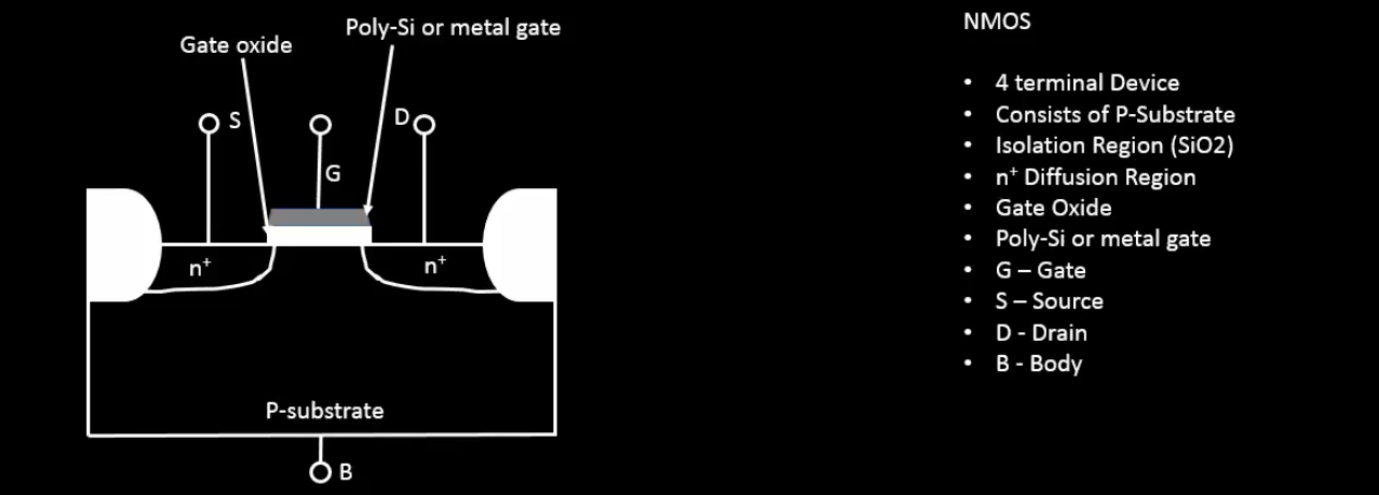 Poly-Si or metal gate
Gate oxide
S
D
G
n⁺
n⁺
P-substrate
B
NMOS
• 4 terminal Device
• Consists of P-Substrate
• Isolation Region (SiO2)
• n⁺ Diffusion Region
• Gate Oxide
• Poly-Si or metal gate
• G – Gate
• S – Source
• D - Drain
• B - Body